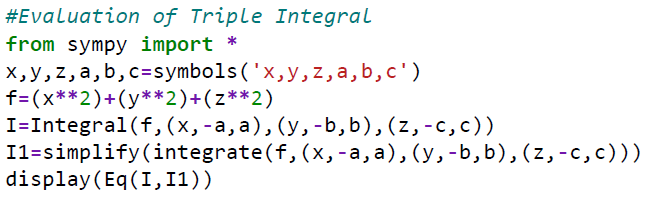 #Evaluation of Triple Integral
from sympy import *
x,y,z,a,b,c=symbols('x,y,z,a,b,c')
f=(x**2)+(y**2)+(z**2)
I=Integral(f,(x,-a,a),(y,-b,b),(z,-c,c))
I1=simplify(integrate(f,(x,-a,a),(y,-b,b),(z,-c,c)))
display(Eq(I,I1))